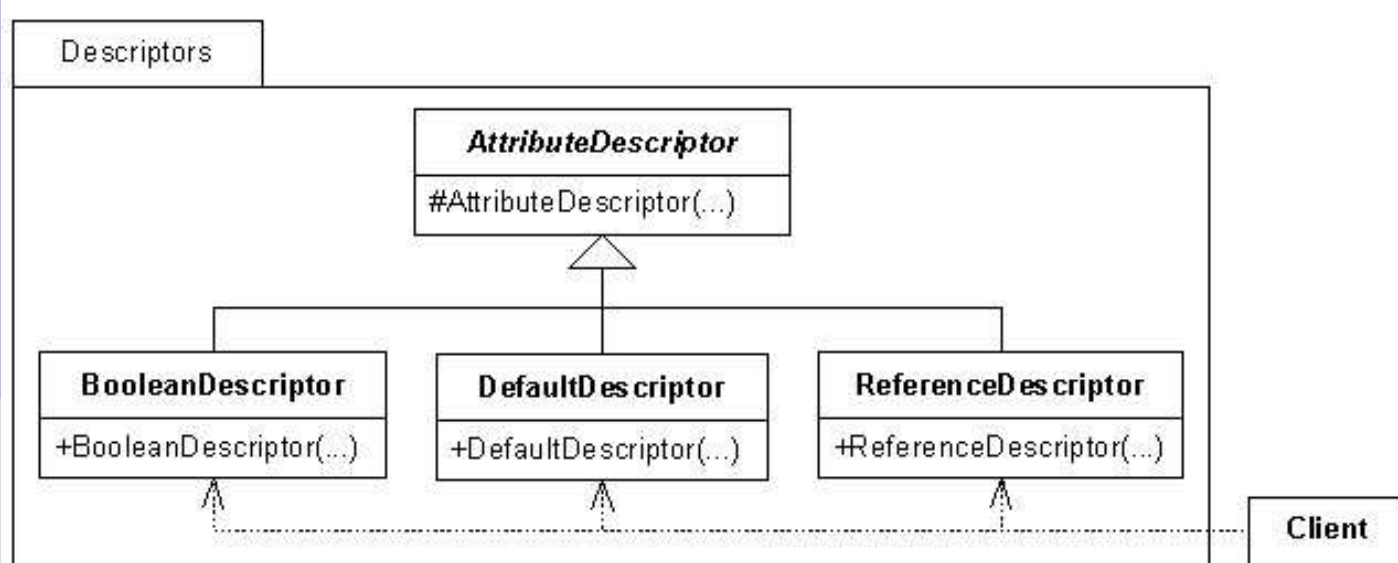 Descriptors
AttributeDescriptor
#AttributeDescriptor(...)
BooleanDescriptor
DefaultDescriptor
ReferenceDescriptor
+BooleanDescriptor(...)
+DefaultDescriptor(...)
+ReferenceDescriptor(...)
Client